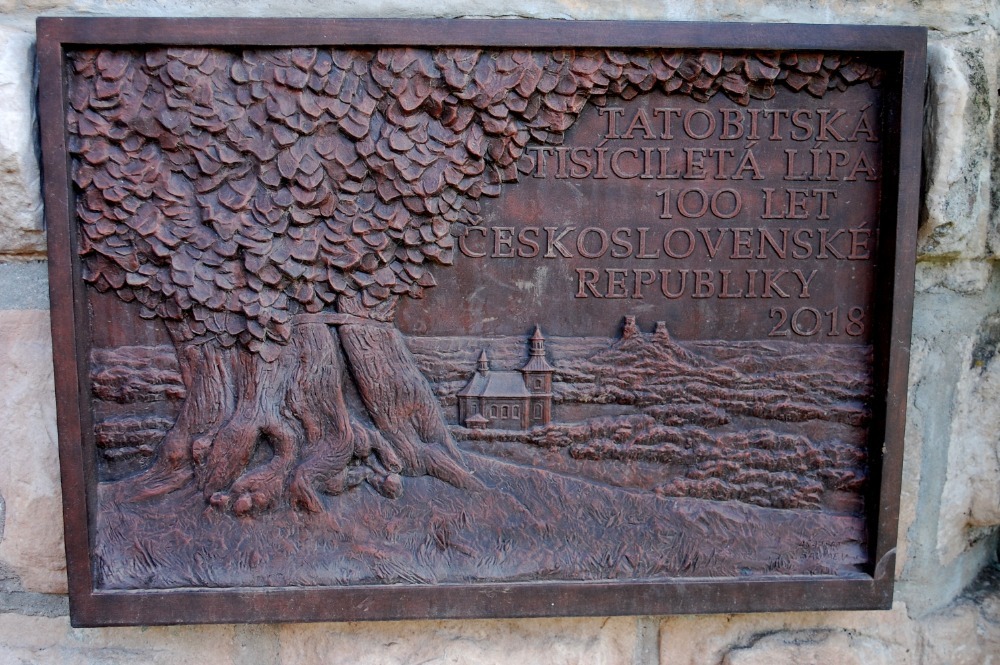 TATOBITSKÁ
TISÍCILETÁ LÍPA
100 LET
ČESKOSLOVENSKÉ
REPUBLIKY
2018